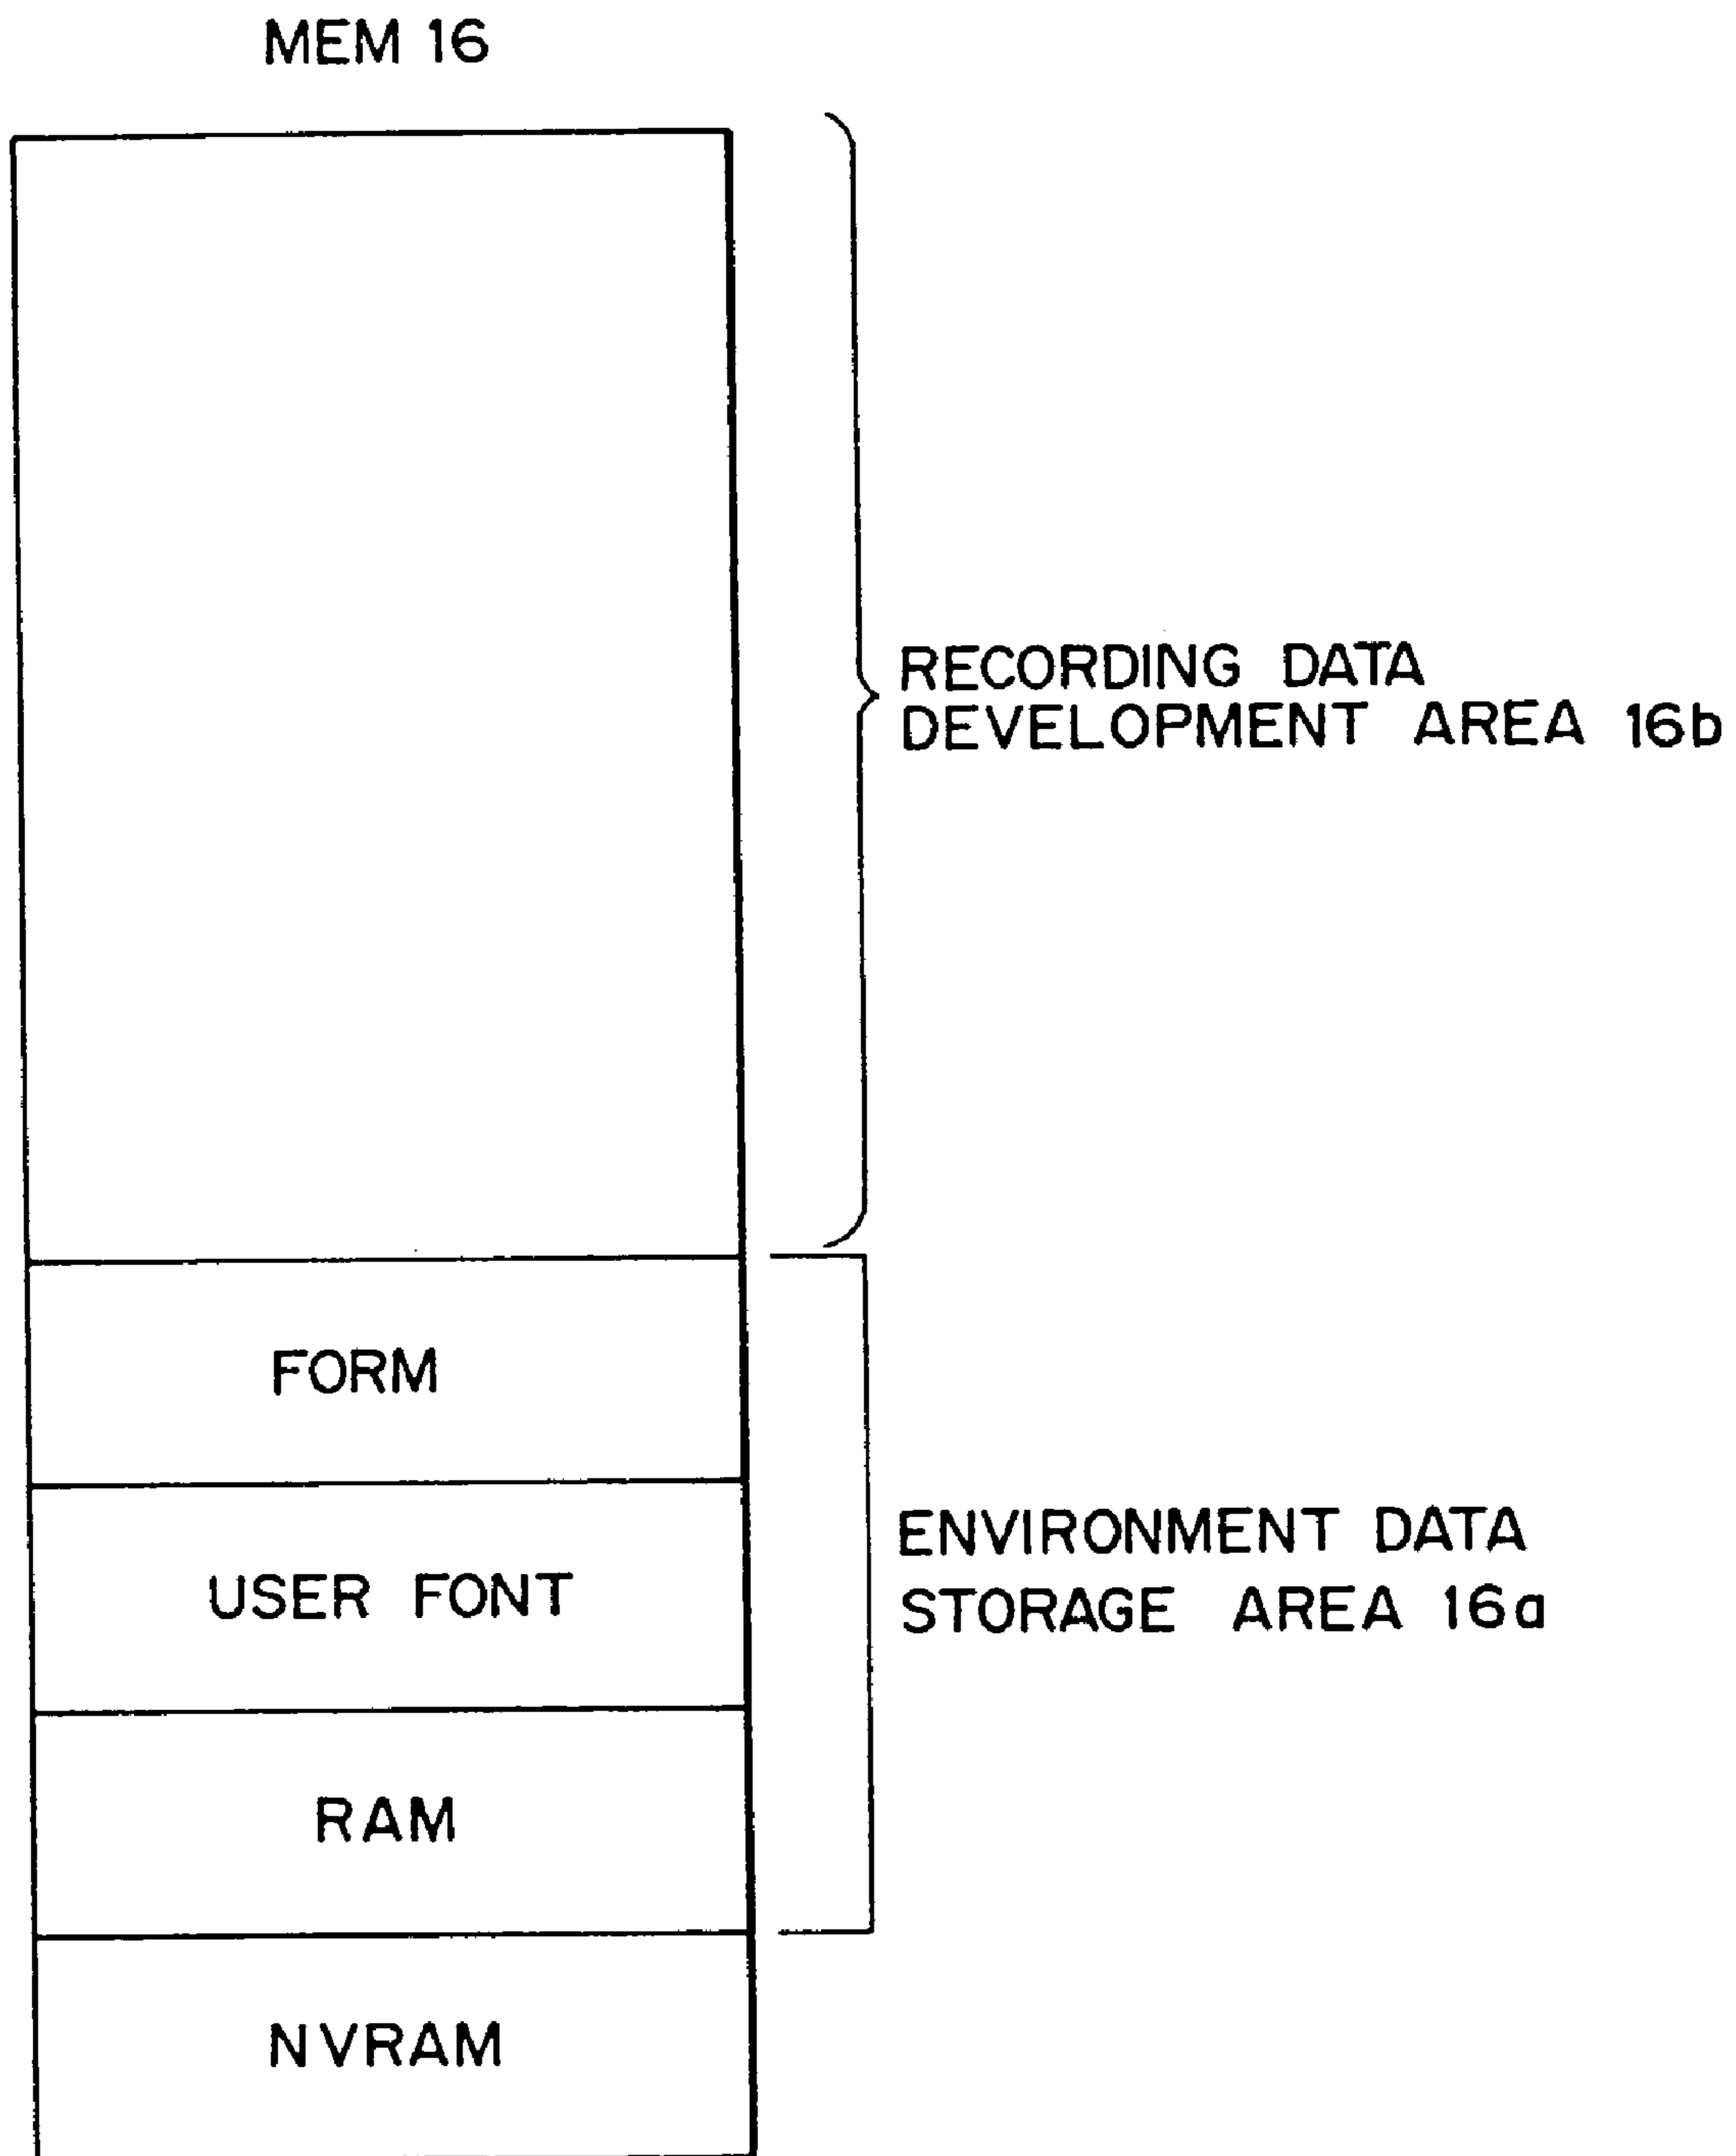 MEM 16
RECORDING DATA
DEVELOPMENT AREA 16b
FORM
USER FONT
RAM
NVRAM
ENVIRONMENT DATA
STORAGE AREA 16a